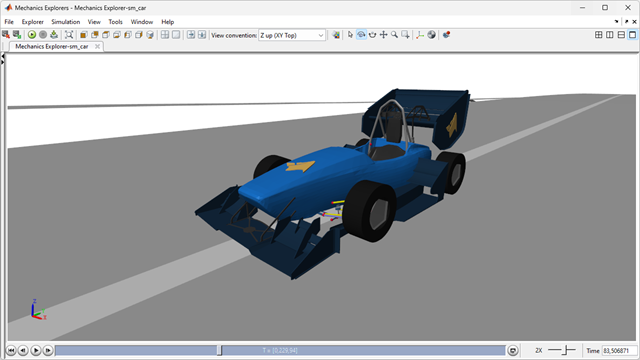 Mechanics Explorers - Mechanics Explorer-sm_car
File Explorer Simulation View Tools Window Help
View convention: Z up (XY Top)
Mechanics Explorer-sm_car
Z
X
T = [0,229,94]
2X
Time 83,506871